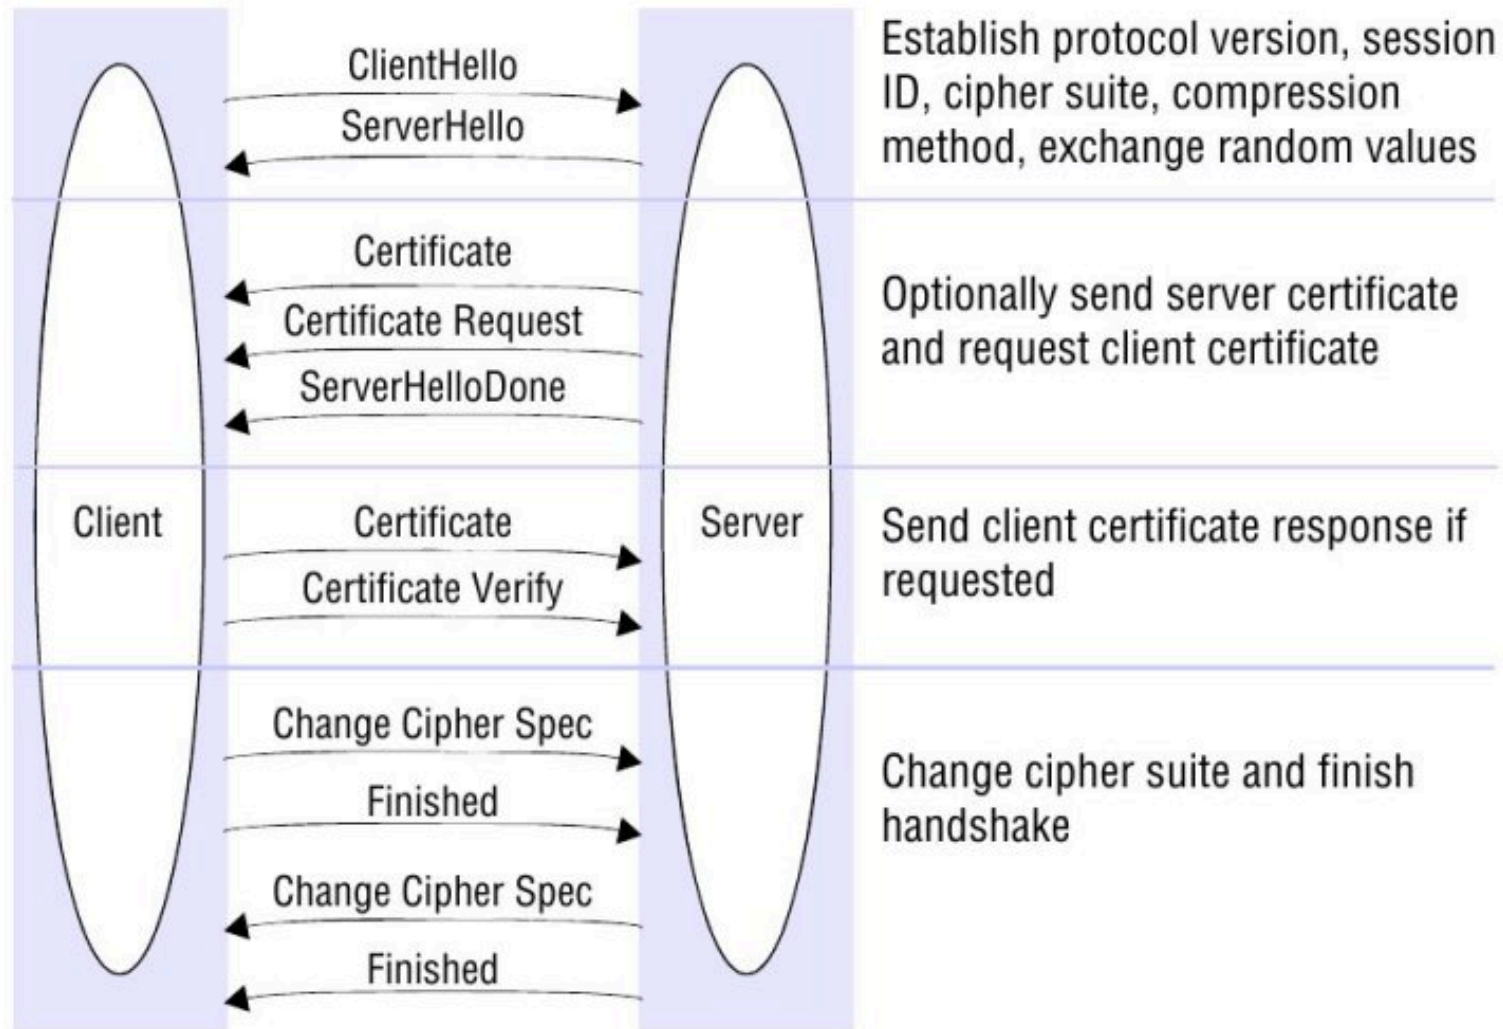 ClientHello
ServerHello
Establish protocol version, session
ID, cipher suite, compression
method, exchange random values
Certificate
Certificate Request
ServerHelloDone
Optionally send server certificate
and request client certificate
Client
Certificate
Certificate Verify
Server
Send client certificate response if
requested
Change Cipher Spec
Finished
Change Cipher Spec
Finished
Change cipher suite and finish
handshake